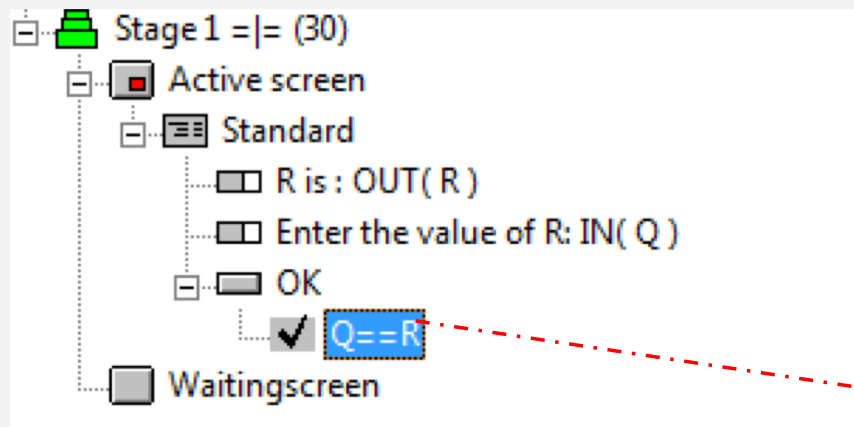 Stage 1 =|= (30)
Active screen
Standard
R is : OUT( R )
Enter the value of R: IN( Q )
OK
Q==R
Waitingscreen